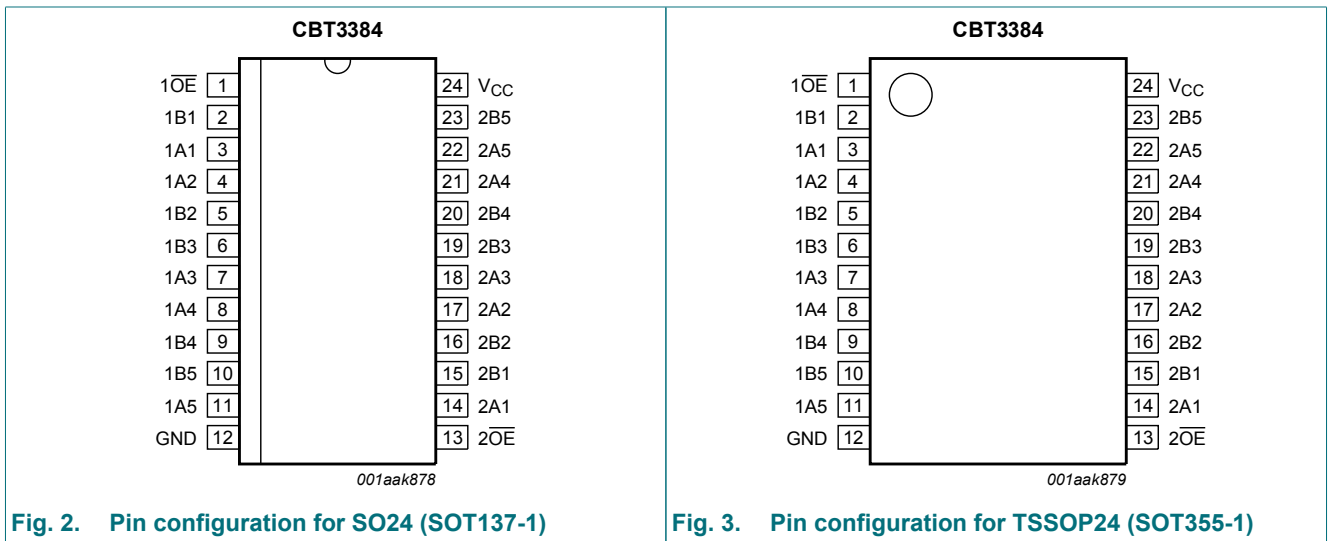 CBT3384
1OE 1 24 VCC
1B1 2 23 2B5
1A1 3 22 2A5
1A2 4 21 2A4
1B2 5 20 2B4
1B3 6 19 2B3
1A3 7 18 2A3
1A4 8 17 2A2
1B4 9 16 2B2
1B5 10 15 2B1
1A5 11 14 2A1
GND 12 13 2OE
001aak878
Fig. 2. Pin configuration for SO24 (SOT137-1)
CBT3384
1OE 1 24 VCC
1B1 2 23 2B5
1A1 3 22 2A5
1A2 4 21 2A4
1B2 5 20 2B4
1B3 6 19 2B3
1A3 7 18 2A3
1A4 8 17 2A2
1B4 9 16 2B2
1B5 10 15 2B1
1A5 11 14 2A1
GND 12 13 2OE
001aak879
Fig. 3. Pin configuration for TSSOP24 (SOT355-1)